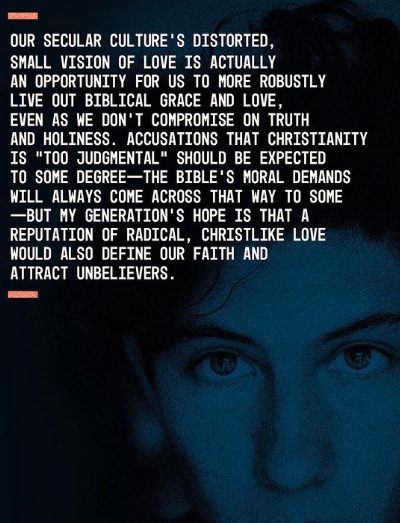 OUR SECULAR CULTURE'S DISTORTED,
SMALL VISION OF LOVE IS ACTUALLY
AN OPPORTUNITY FOR US TO MORE ROBUSTLY
LIVE OUT BIBLICAL GRACE AND LOVE,
EVEN AS WE DON'T COMPROMISE ON TRUTH
AND HOLINESS. ACCUSATIONS THAT CHRISTIANITY
IS "TOO JUDGMENTAL" SHOULD BE EXPECTED
TO SOME DEGREE—THE BIBLE'S MORAL DEMANDS
WILL ALWAYS COME ACROSS THAT WAY TO SOME
—BUT MY GENERATION'S HOPE IS THAT A
REPUTATION OF RADICAL, CHRISTLIKE LOVE
WOULD ALSO DEFINE OUR FAITH AND
ATTRACT UNBELIEVERS.